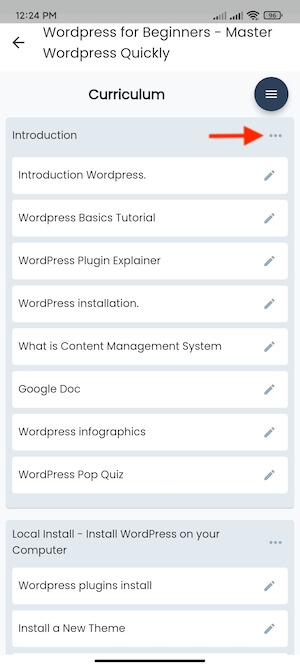 12:24 PM
96
Wordpress for Beginners - Master
Wordpress Quickly
Curriculum
Introduction
Introduction Wordpress.
Wordpress Basics Tutorial
WordPress Plugin Explainer
WordPress installation.
What is Content Management System
Google Doc
Wordpress infographics
WordPress Pop Quiz
Local Install - Install WordPress on your
Computer
Wordpress plugins install
Install a New Theme